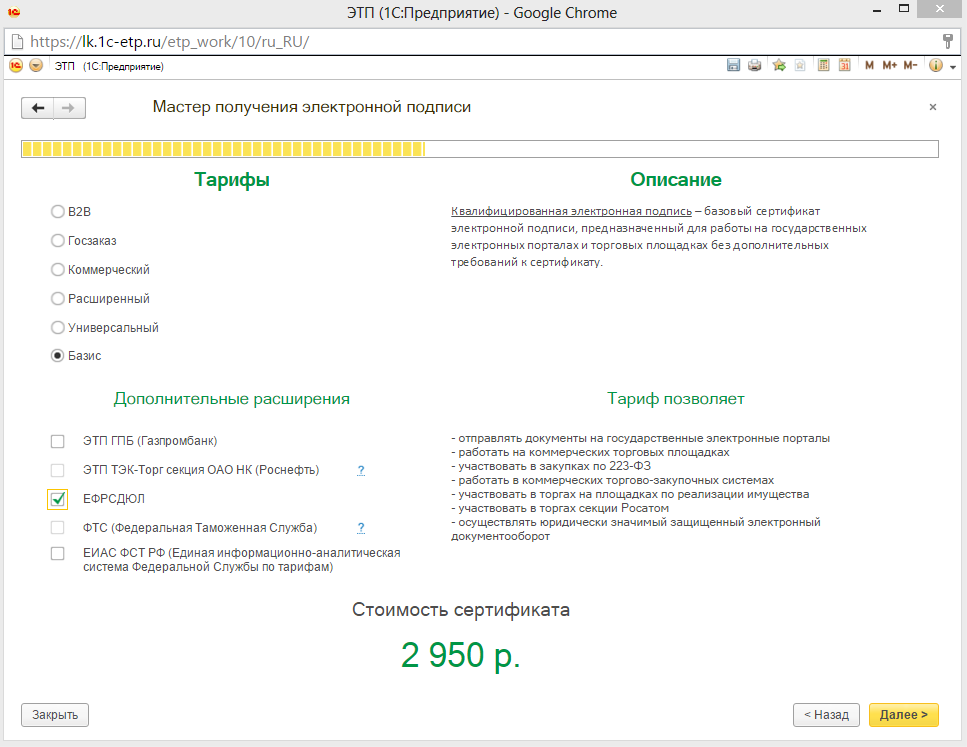 ЭТП (1С:Предприятие) - Google Chrome
https://lk.1c-etp.ru/etp_work/10/ru_RU/
ЭТП (1С:Предприятие)
M M+ M-
Мастер получения электронной подписи
Тарифы
B2B
Госзаказ
Коммерческий
Расширенный
Универсальный
Базис
Описание
Квалифицированная электронная подпись – базовый сертификат
электронной подписи, предназначенный для работы на государственных
электронных порталах и торговых площадках без дополнительных
требований к сертификату.
Дополнительные расширения
ЭТП ГПБ (Газпромбанк)
ЭТП ТЭК-Торг секция ОАО НК (Роснефть) ?
ЕФРСДЮЛ
ФТС (Федеральная Таможенная Служба) ?
ЕИАС ФСТ РФ (Единая информационно-аналитическая
система Федеральной Службы по тарифам)
Тариф позволяет
- отправлять документы на государственные электронные порталы
- работать на коммерческих торговых площадках
- участвовать в закупках по 223-ФЗ
- работать в коммерческих торгово-закупочных системах
- участвовать в торгах на площадках по реализации имущества
- участвовать в торгах секции Росатом
- осуществлять юридически значимый защищенный электронный
документооборот
Стоимость сертификата
2 950 р.
Закрыть
< Назад
Далее >